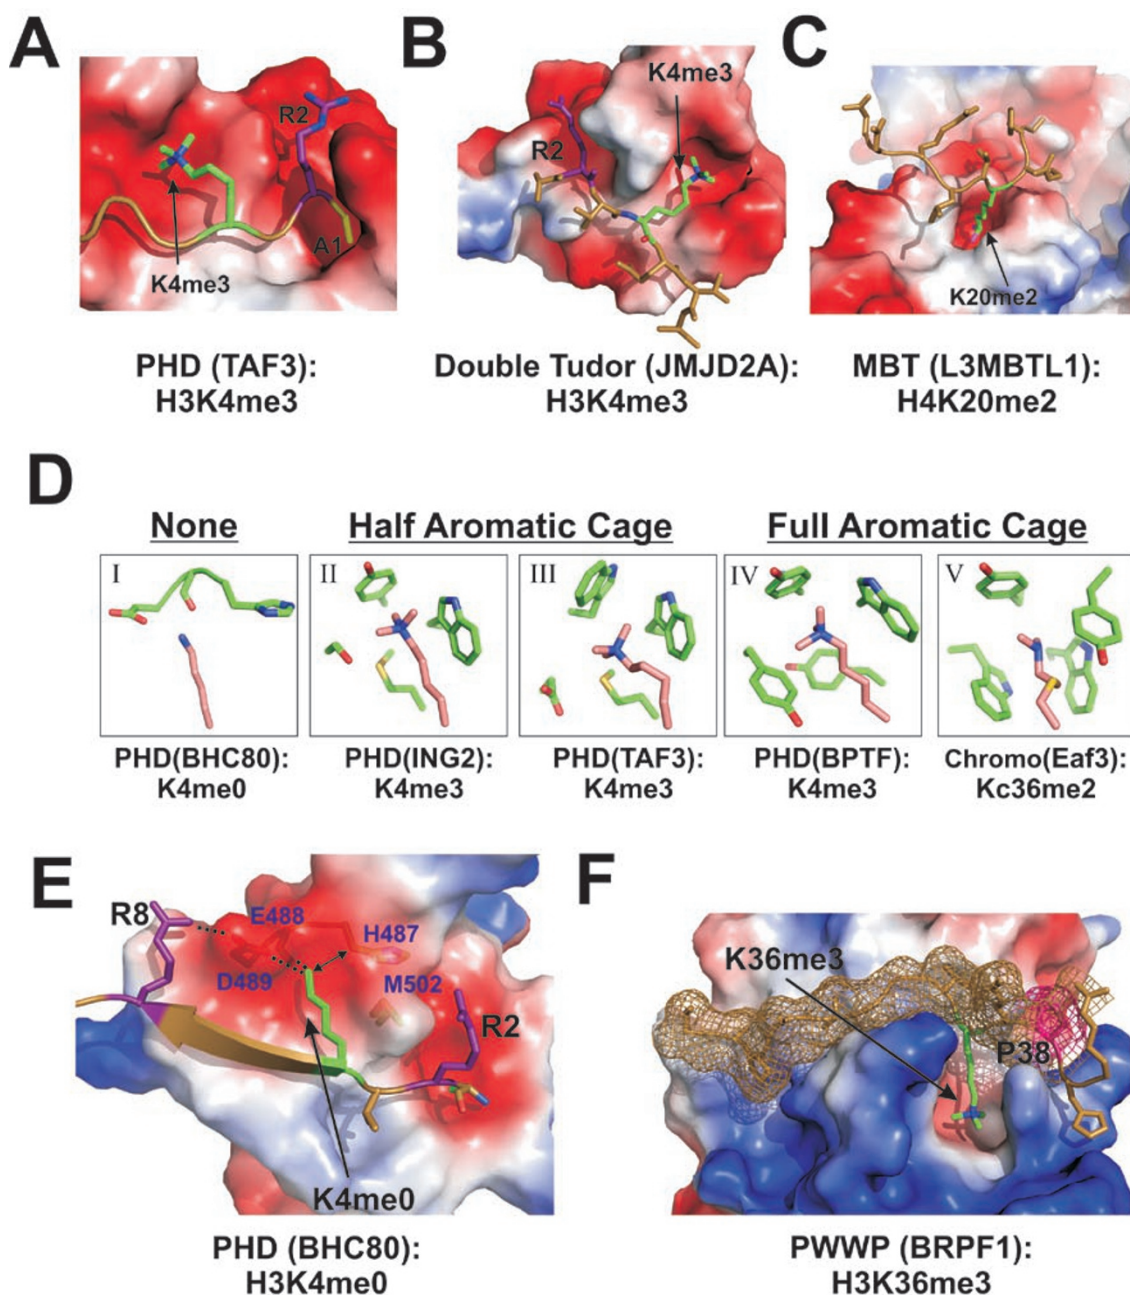 A
R2
K4me3
A1
PHD (TAF3):
H3K4me3
B
K4me3
R2
Double Tudor (JMJD2A):
H3K4me3
C
K20me2
MBT (L3MBTL1):
H4K20me2
D
None
Half Aromatic Cage
Full Aromatic Cage
I
II
III
IV
V
PHD(BHC80):
K4me0
PHD(ING2):
K4me3
PHD(TAF3):
K4me3
PHD(BPTF):
K4me3
Chromo(Eaf3):
Kc36me2
E
R8
E488
H487
D489
M502
R2
K4me0
PHD (BHC80):
H3K4me0
F
K36me3
P38
PWWP (BRPF1):
H3K36me3